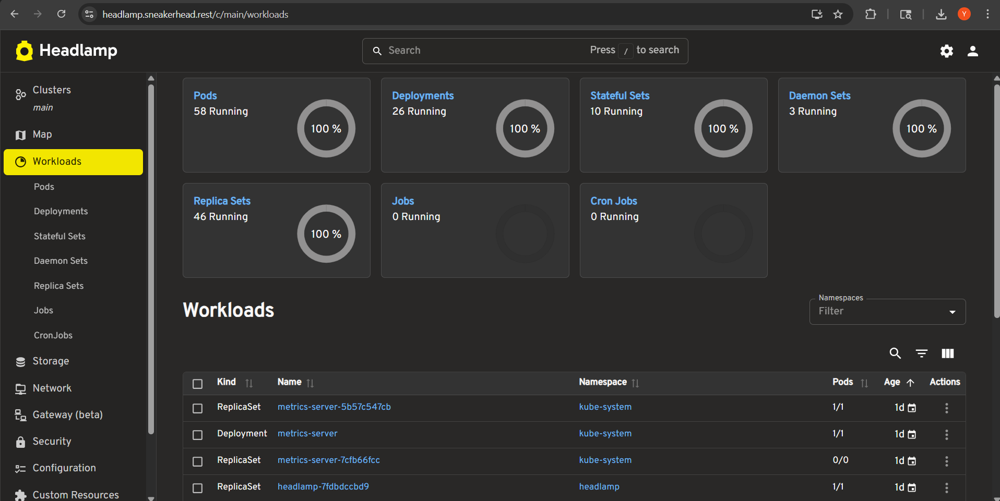 headlamp.sneakerhead.rest/c/main/workloads
Y
Headlamp
Search Press / to search
Clusters
main
Map
Workloads
Pods
Deployments
Stateful Sets
Daemon Sets
Replica Sets
Jobs
CronJobs
Storage
Network
Gateway (beta)
Security
Configuration
Custom Resources
Pods
58 Running
100 %
Deployments
26 Running
100 %
Stateful Sets
10 Running
100 %
Daemon Sets
3 Running
100 %
Replica Sets
46 Running
100 %
Jobs
0 Running
Cron Jobs
0 Running
Workloads
Namespaces
Filter
Kind Name Namespace Pods Age Actions
ReplicaSet metrics-server-5b57c547cb kube-system 1/1 1d
Deployment metrics-server kube-system 1/1 1d
ReplicaSet metrics-server-7cfb66fcc kube-system 0/0 1d
ReplicaSet headlamp-7fdbdccbd9 headlamp 1/1 1d